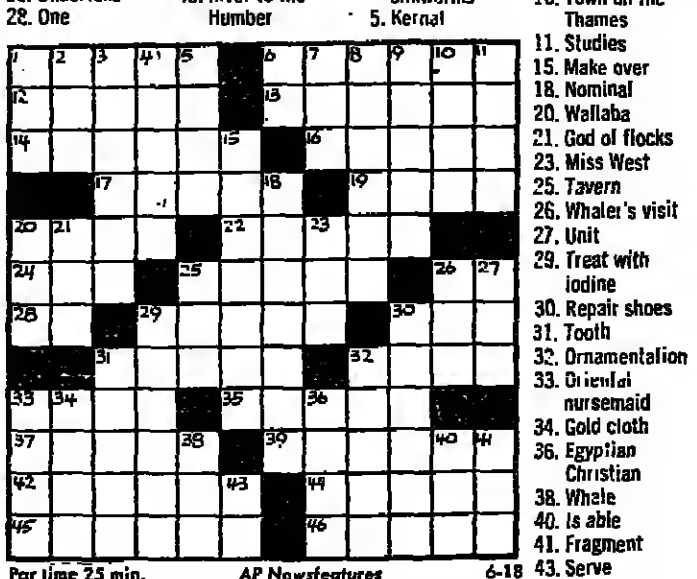 28. One
Humber
5. Kernal
Thames
11. Studies
15. Make over
18. Nominal
20. Wallaba
21. God of flocks
23. Miss West
25. Tavern
26. Whaler's visit
27. Unit
29. Treat with
iodine
30. Repair shoes
31. Tooth
32. Ornamentalion
33. Oriental
nursemaid
34. Gold cloth
36. Egyptian
Christian
38. Whale
40. Is able
41. Fragment
43. Serve
1 2 3 4 5 6 7 8 9 10 11
12 13
14 15 16
17 18 19
20 21 22 23
24 25 26 27
28 29 30
31 32
33 34 35 36
37 38 39 40 41
42 43 44
45 46
Par time 25 min. AP Newsfeatures 6-18